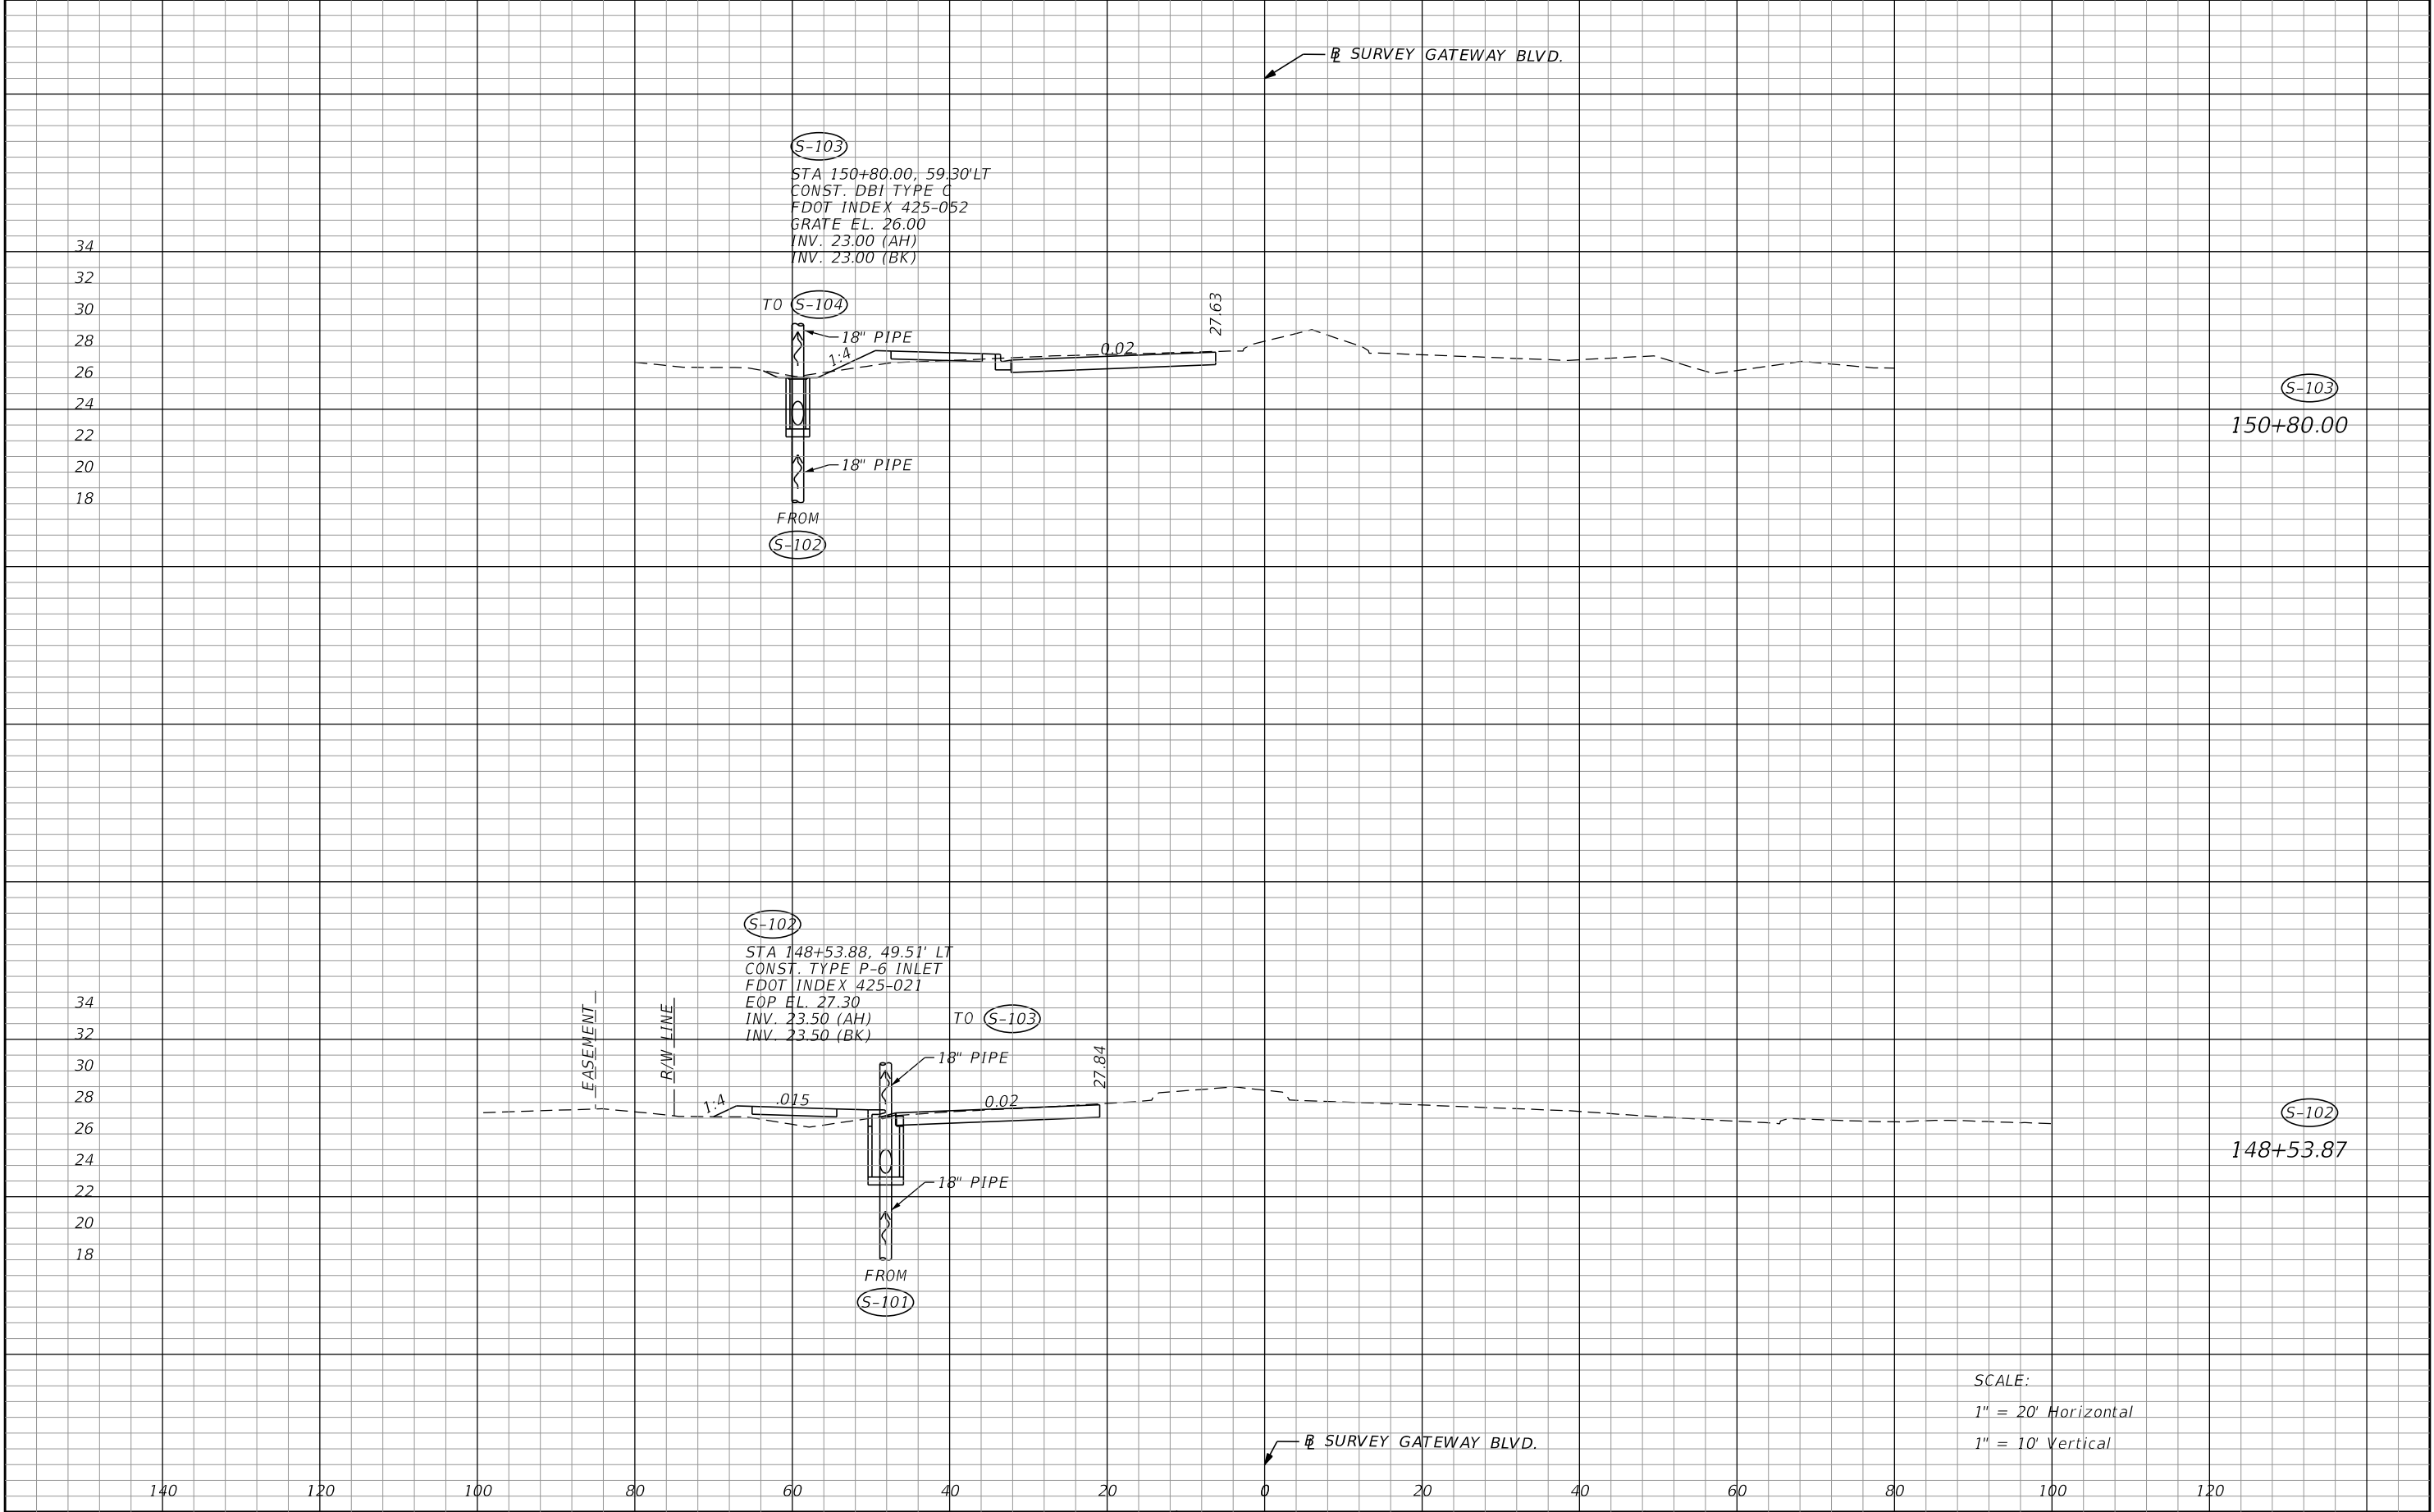 BL SURVEY GATEWAY BLVD.
S-103
STA 150+80.00, 59.30'LT
CONST. DBI TYPE C
FDOT INDEX 425-052
GRATE EL. 26.00
INV. 23.00 (AH)
INV. 23.00 (BK)
34
32
30
28
26
24
22
20
18
TO S-104
18" PIPE
1:4
0.02
27.63
18" PIPE
FROM
S-102
S-103
150+80.00
S-102
STA 148+53.88, 49.51' LT
CONST. TYPE P-6 INLET
FDOT INDEX 425-021
EOP EL. 27.30
INV. 23.50 (AH)
INV. 23.50 (BK)
TO S-103
34
32
30
28
26
24
22
20
18
EASEMENT
R/W LINE
18" PIPE
1:4
.015
0.02
27.84
18" PIPE
FROM
S-101
S-102
148+53.87
SCALE:
1" = 20' Horizontal
1" = 10' Vertical
BL SURVEY GATEWAY BLVD.
140 120 100 80 60 40 20 0 20 40 60 80 100 120